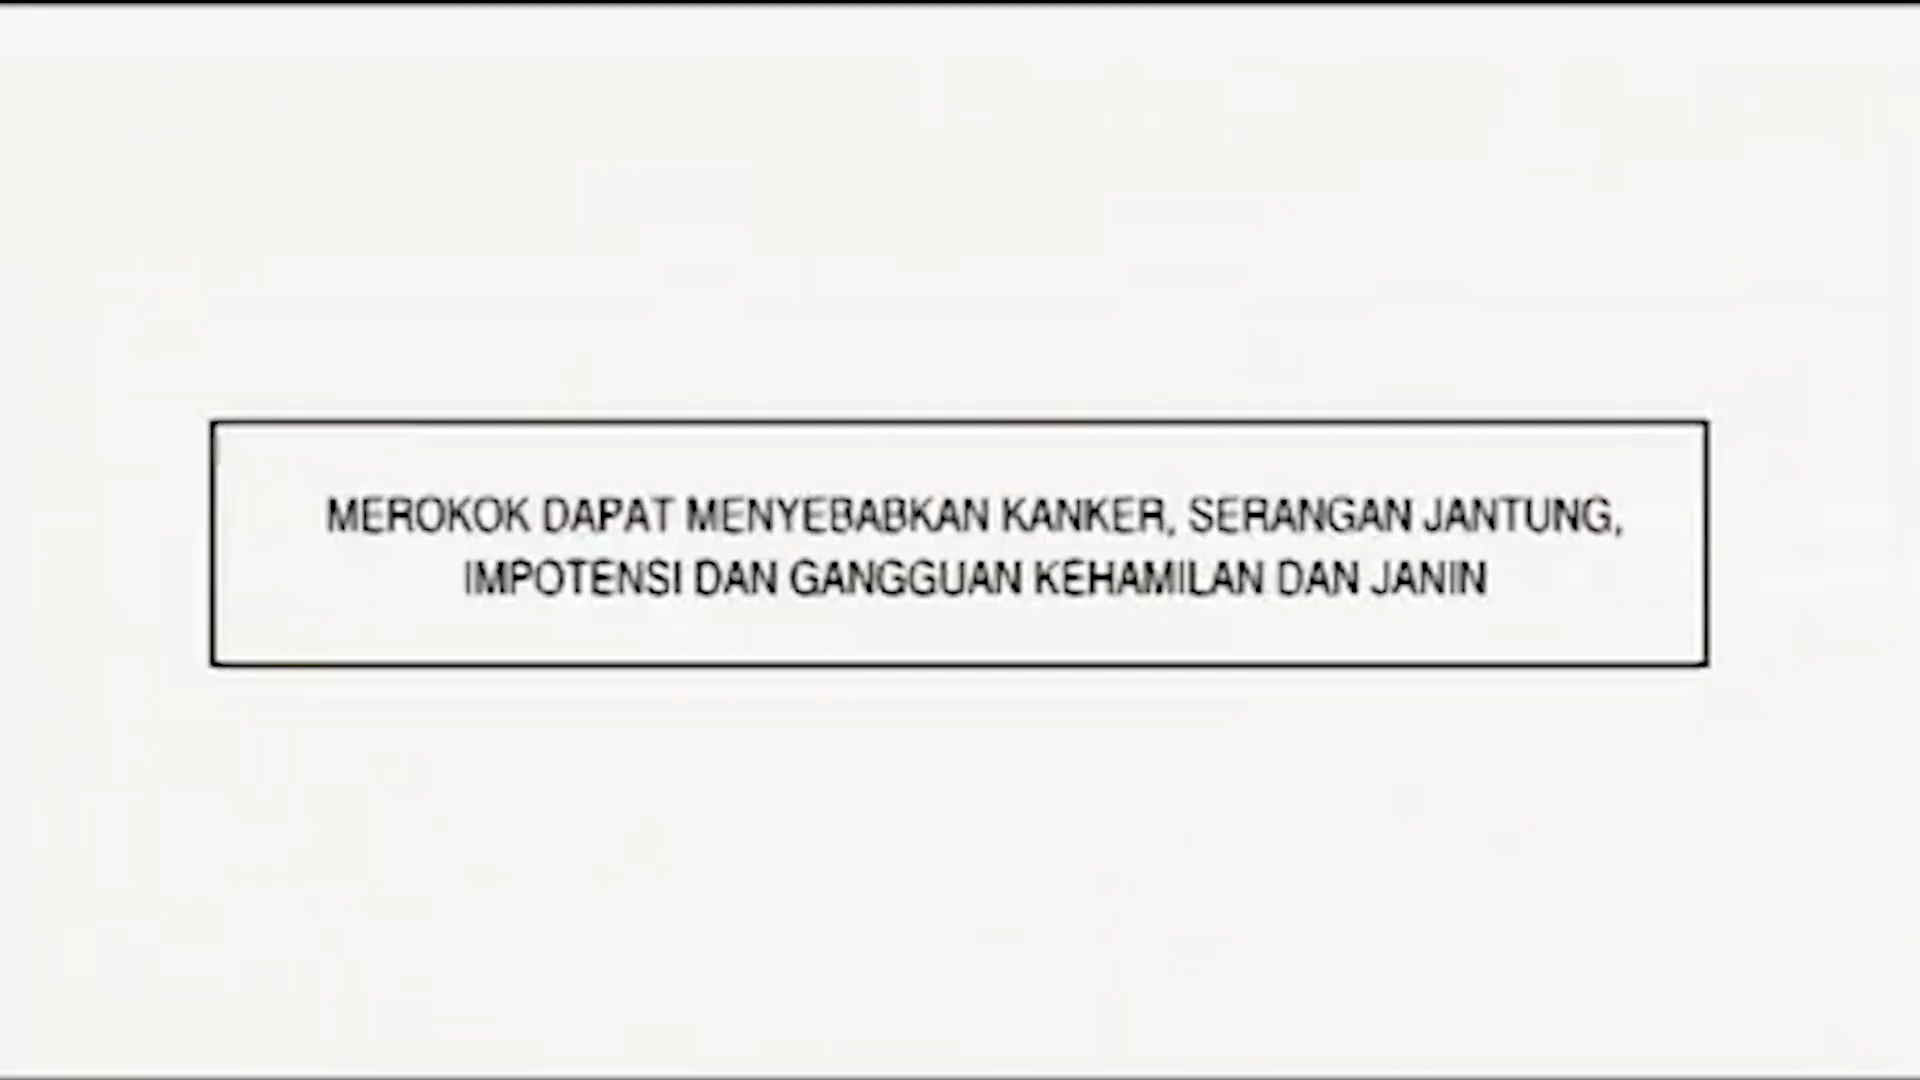 MEROKOK DAPAT MENYEBABKAN KANKER, SERANGAN JANTUNG,
IMPOTENSI DAN GANGGUAN KEHAMILAN DAN JANIN